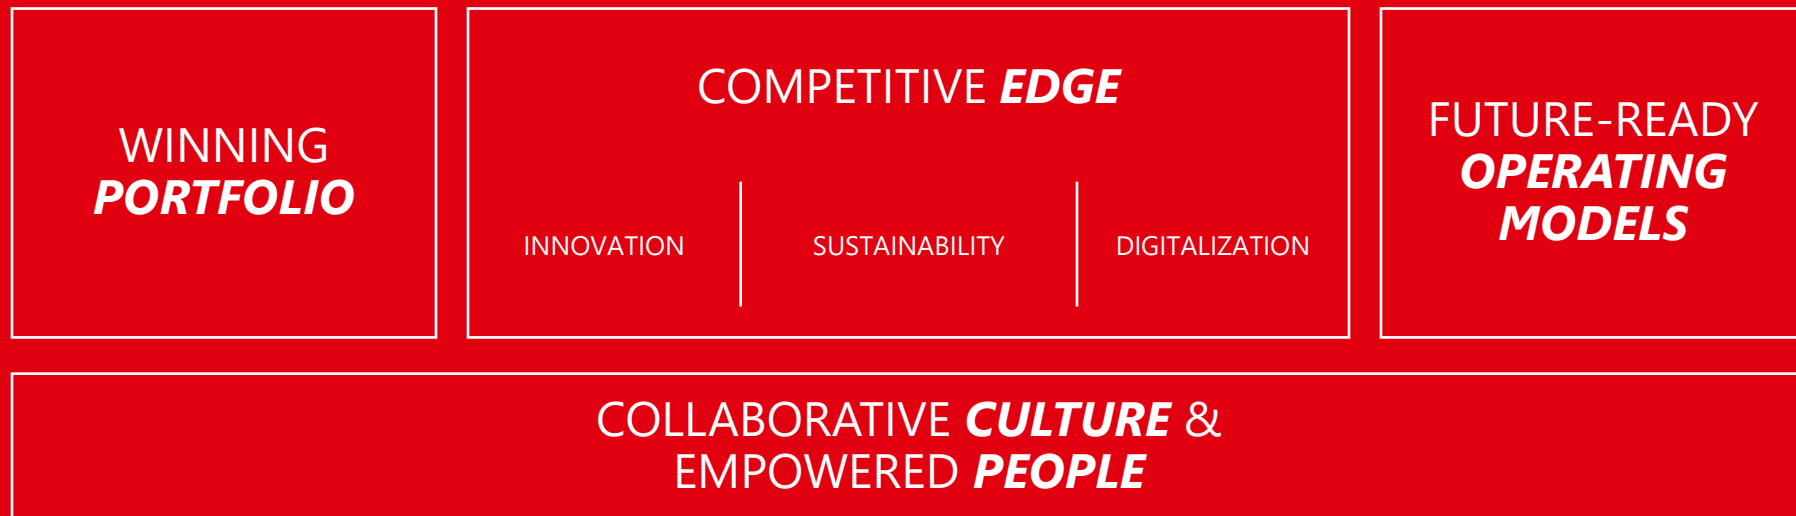 WINNING
PORTFOLIO
COMPETITIVE EDGE
INNOVATION
SUSTAINABILITY
DIGITALIZATION
FUTURE-READY
OPERATING
MODELS
COLLABORATIVE CULTURE &
EMPOWERED PEOPLE